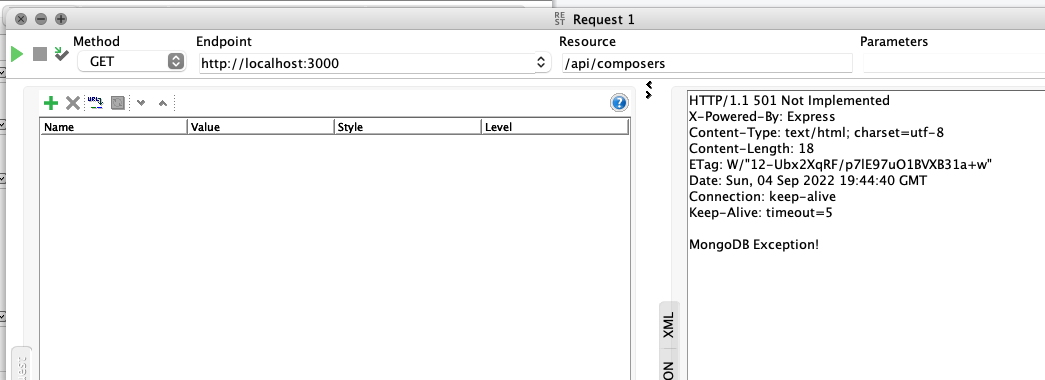 REST Request 1
Method
Endpoint
Resource
Parameters
GET
http://localhost:3000
/api/composers
URL
?
Name
Value
Style
Level
HTTP/1.1 501 Not Implemented
X-Powered-By: Express
Content-Type: text/html; charset=utf-8
Content-Length: 18
ETag: W/"12-Ubx2XqRF/p7lE97uO1BVXB31a+w"
Date: Sun, 04 Sep 2022 19:44:40 GMT
Connection: keep-alive
Keep-Alive: timeout=5
MongoDB Exception!
XML
ON